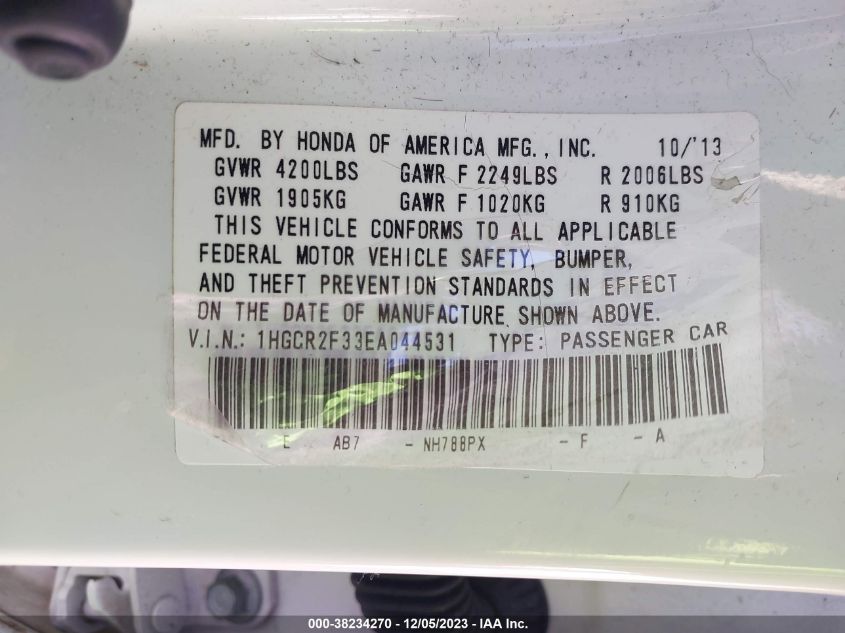 MFD. BY HONDA OF AMERICA MFG., INC. 10/'13
GVWR 4200LBS GAWR F 2249LBS R 2006LBS
GVWR 1905KG GAWR F 1020KG R 910KG
THIS VEHICLE CONFORMS TO ALL APPLICABLE
FEDERAL MOTOR VEHICLE SAFETY, BUMPER,
AND THEFT PREVENTION STANDARDS IN EFFECT
ON THE DATE OF MANUFACTURE SHOWN ABOVE.
V.I.N.: 1HGCR2F33EA044531 TYPE: PASSENGER CAR
E AB7 - NH788PX - F - A
000-38234270 - 12/05/2023 - IAA Inc.